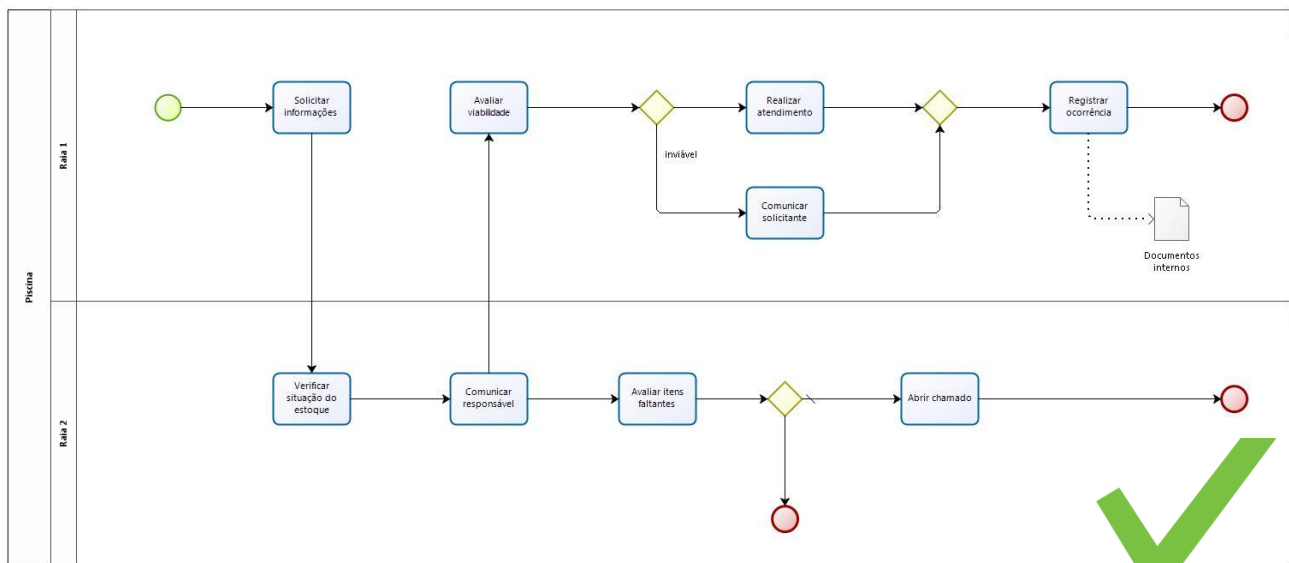 Piscina
Raia 1
Solicitar
informações
Avaliar
viabilidade
inviável
Realizar
atendimento
Comunicar
solicitante
Registrar
ocorrência
Documentos
internos
Raia 2
Verificar
situação do
estoque
Comunicar
responsável
Avaliar itens
faltantes
Abrir chamado